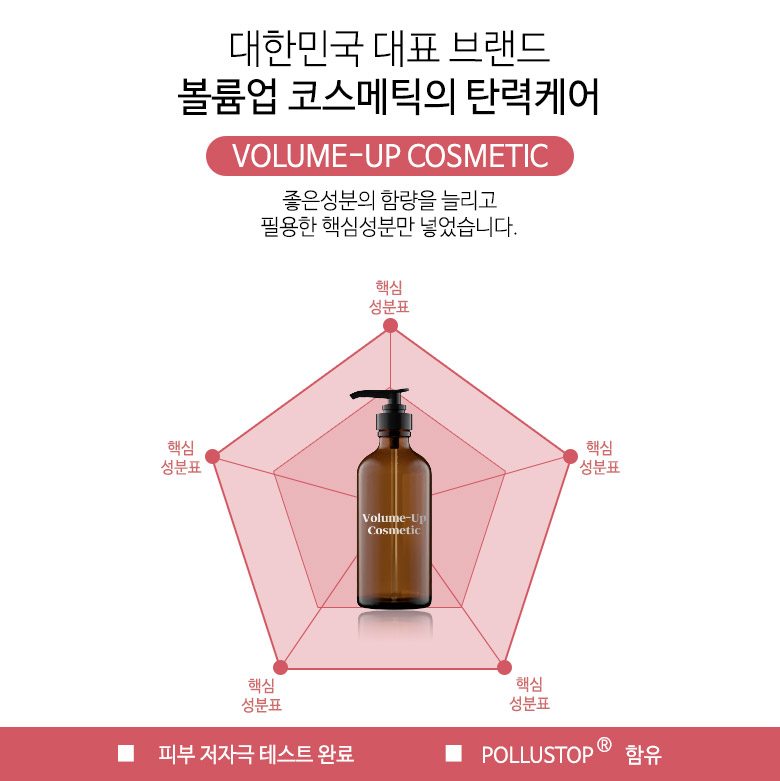 대한민국 대표 브랜드
볼륨업 코스메틱의 탄력케어
VOLUME-UP COSMETIC
좋은성분의 함량을 늘리고
필용한 핵심성분만 넣었습니다.
핵심
성분표
핵심
성분표
핵심
성분표
Volume-Up
Cosmetic
핵심
성분표
핵심
성분표
■ 피부 저자극 테스트 완료
■ POLLUSTOP® 함유